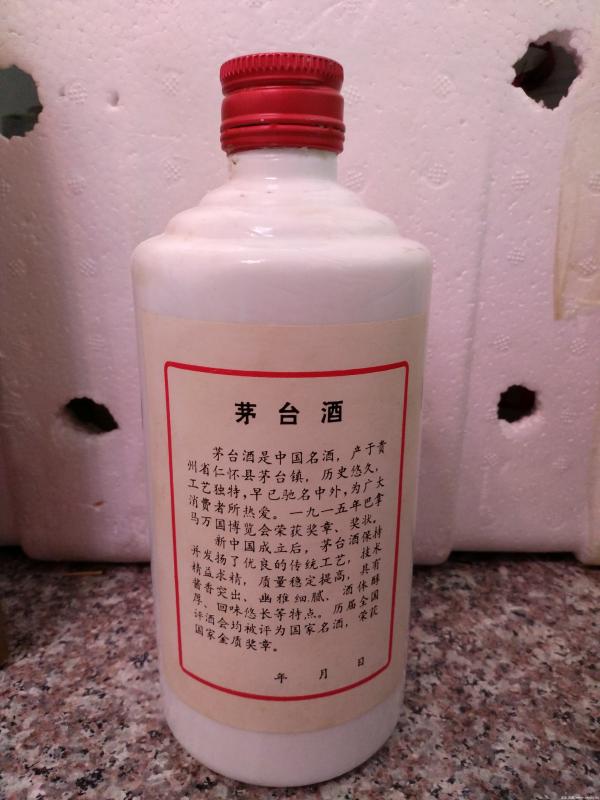 茅台酒
茅台酒是中国名酒，产于贵
州省仁怀县茅台镇，历史悠久，
工艺独特，早已驰名中外，为广大
消费者所热爱。一九一五年巴拿
马万国博览会荣获奖章、奖状。
新中国成立后，茅台酒保持
并发扬了优良的传统工艺，技术
精益求精，质量稳定提高，具有
酱香突出、幽雅细腻、酒体醇
厚、回味悠长等特点。历届全国
评酒会均被评为国家名酒，荣获
国家金质奖章。
年 月 日